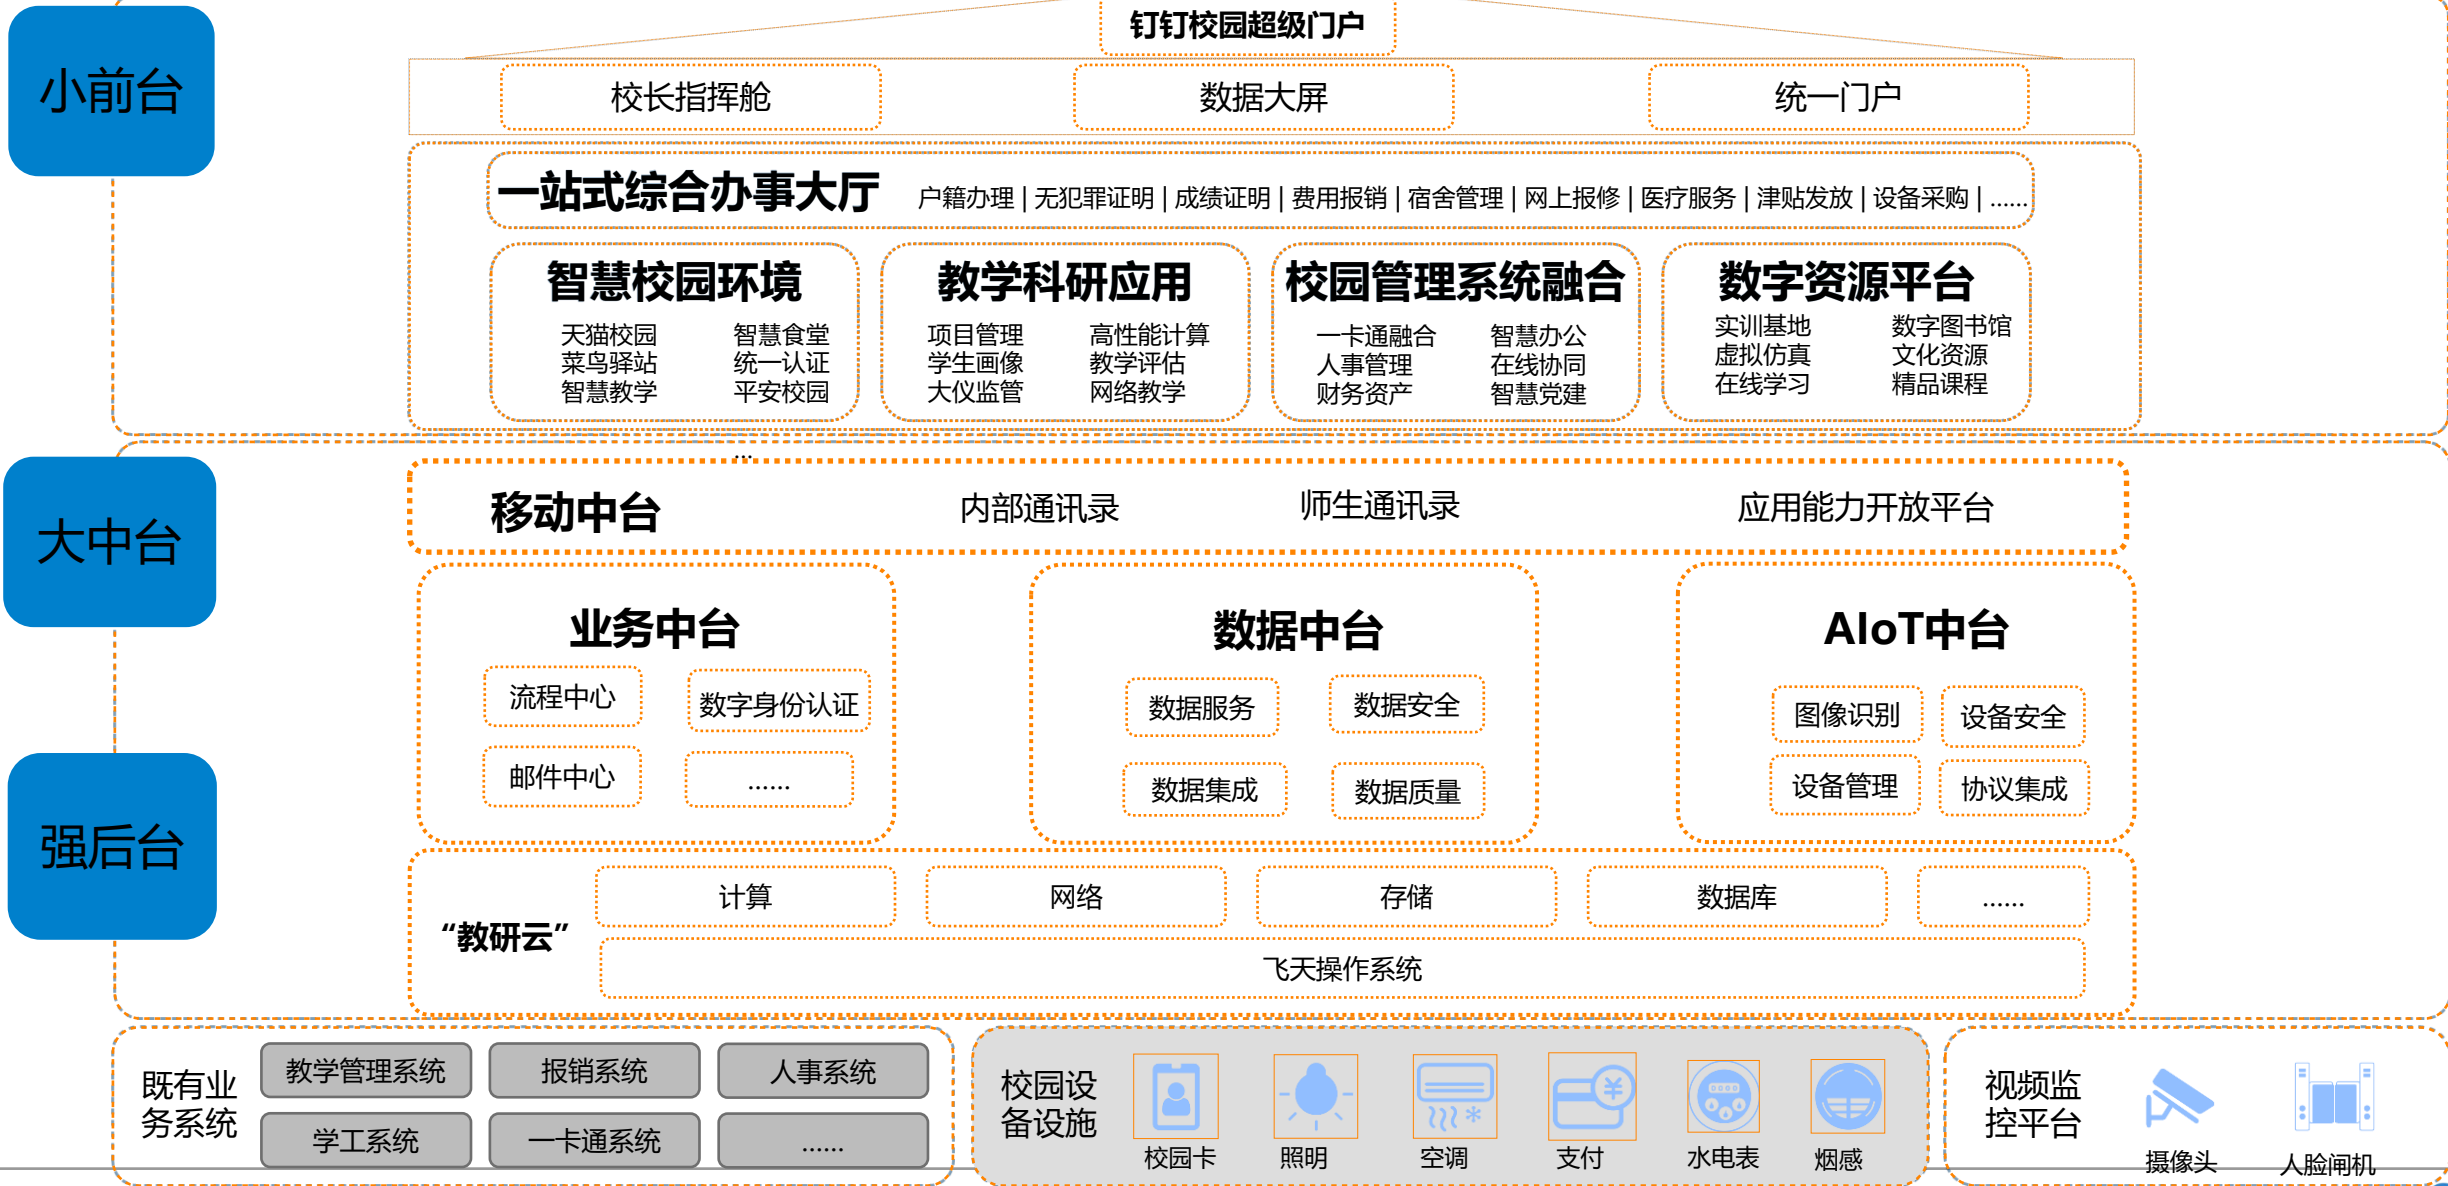 钉钉校园超级门户
小前台
校长指挥舱
数据大屏
统一门户
一站式综合办事大厅
户籍办理 | 无犯罪证明 | 成绩证明 | 费用报销 | 宿舍管理 | 网上报修 | 医疗服务 | 津贴发放 | 设备采购 | ......
智慧校园环境
天猫校园 智慧食堂
菜鸟驿站 统一认证
智慧教学 平安校园
...
教学科研应用
项目管理 高性能计算
学生画像 教学评估
大仪监管 网络教学
校园管理系统融合
一卡通融合 智慧办公
人事管理 在线协同
财务资产 智慧党建
数字资源平台
实训基地 数字图书馆
虚拟仿真 文化资源
在线学习 精品课程
大中台
移动中台
内部通讯录
师生通讯录
应用能力开放平台
业务中台
流程中心
数字身份认证
邮件中心
......
数据中台
数据服务
数据安全
数据集成
数据质量
AIoT中台
图像识别
设备安全
设备管理
协议集成
强后台
“教研云”
计算
网络
存储
数据库
......
飞天操作系统
既有业
务系统
教学管理系统
报销系统
人事系统
学工系统
一卡通系统
......
校园设
备设施
校园卡
照明
空调
支付
水电表
烟感
视频监
控平台
摄像头
人脸闸机